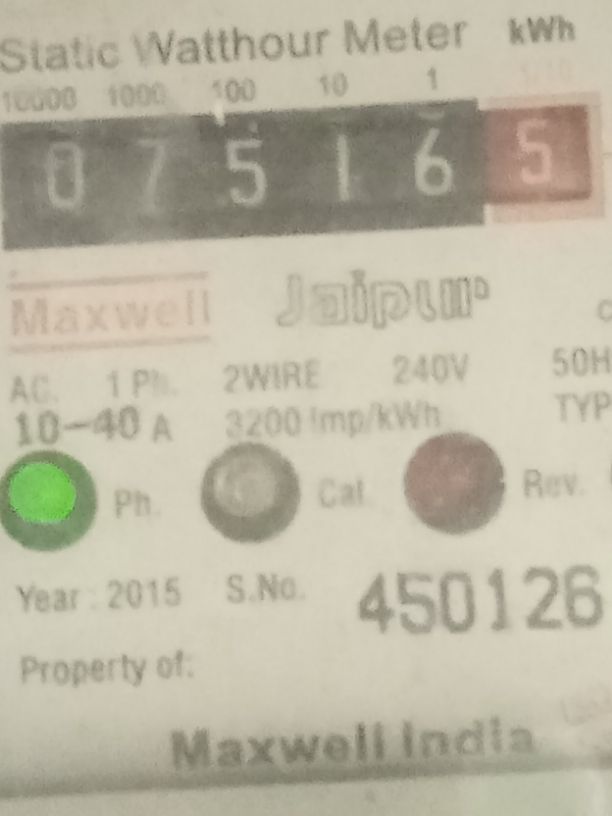 Static Watthour Meter kWh
10000 1000 100 10 1 1/10
0 7 5 1 6 5
Maxwell Jaipur
AC. 1 Ph. 2WIRE 240V 50H
10-40 A 3200 Imp/kWh TYP
Ph. Cal Rev.
Year : 2015 S.No. 450126
Property of:
Maxwell India